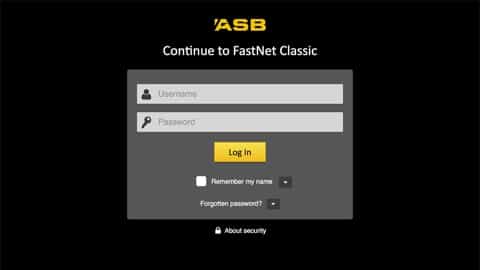 ASB
Continue to FastNet Classic
Username
Password
Log In
Remember my name
Forgotten password?
About security